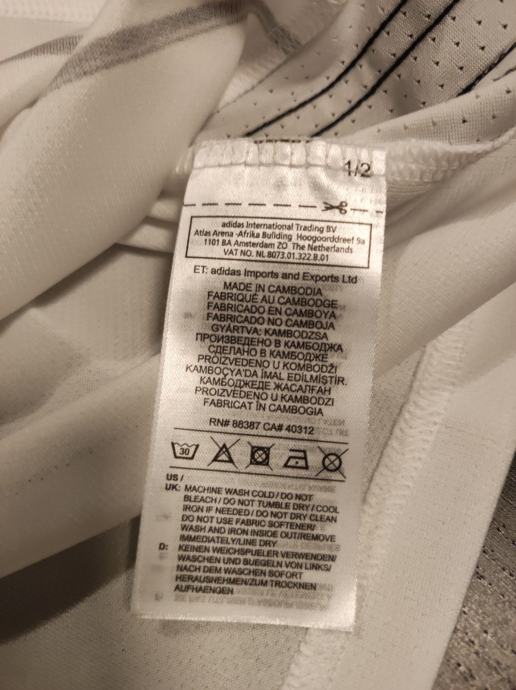 1/2
adidas International Trading BV
Atlas Arena -Afrika Building Hoogoorddreef 9a
1101 BA Amsterdam ZO The Netherlands
VAT NO. NL 8073.01.322.B.01
ET: adidas Imports and Exports Ltd
MADE IN CAMBODIA
FABRIQUÉ AU CAMBODGE
FABRICADO EN CAMBOYA
FABRICADO NO CAMBOJA
GYÁRTVA: KAMBODZSA
ПРОИЗВЕДЕНО В КАМБОДЖА
СДЕЛАНО В КАМБОДЖЕ
PROIZVEDENO U KOMBODŽI
KAMBOÇYA'DA İMAL EDİLMİŞTİR.
КАМБОДЖЕДЕ ЖАСАЛҒАН
PROIZVEDENO U KAMBODZI
FABRICAT ÎN CAMBOGIA
RN# 88387 CA# 40312
30
US /
UK: MACHINE WASH COLD / DO NOT
BLEACH / DO NOT TUMBLE DRY / COOL
IRON IF NEEDED / DO NOT DRY CLEAN
DO NOT USE FABRIC SOFTENER/
WASH AND IRON INSIDE OUT/REMOVE
IMMEDIATELY/LINE DRY
D: KEINEN WEICHSPUELER VERWENDEN/
WASCHEN UND BUEGELN VON LINKS/
NACH DEM WASCHEN SOFORT
HERAUSNEHMEN/ZUM TROCKNEN
AUFHAENGEN